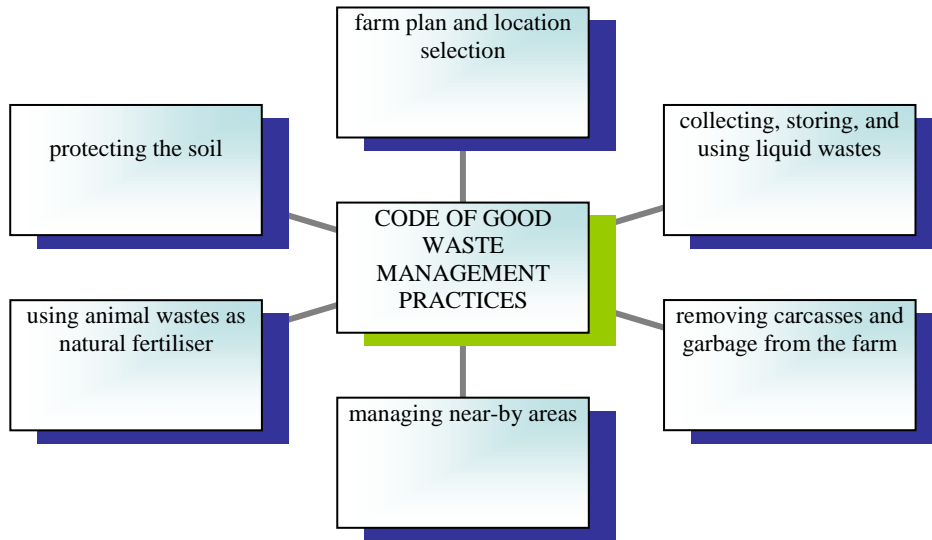 farm plan and location
selection
protecting the soil
collecting, storing, and
using liquid wastes
CODE OF GOOD
WASTE
MANAGEMENT
PRACTICES
using animal wastes as
natural fertiliser
removing carcasses and
garbage from the farm
managing near-by areas